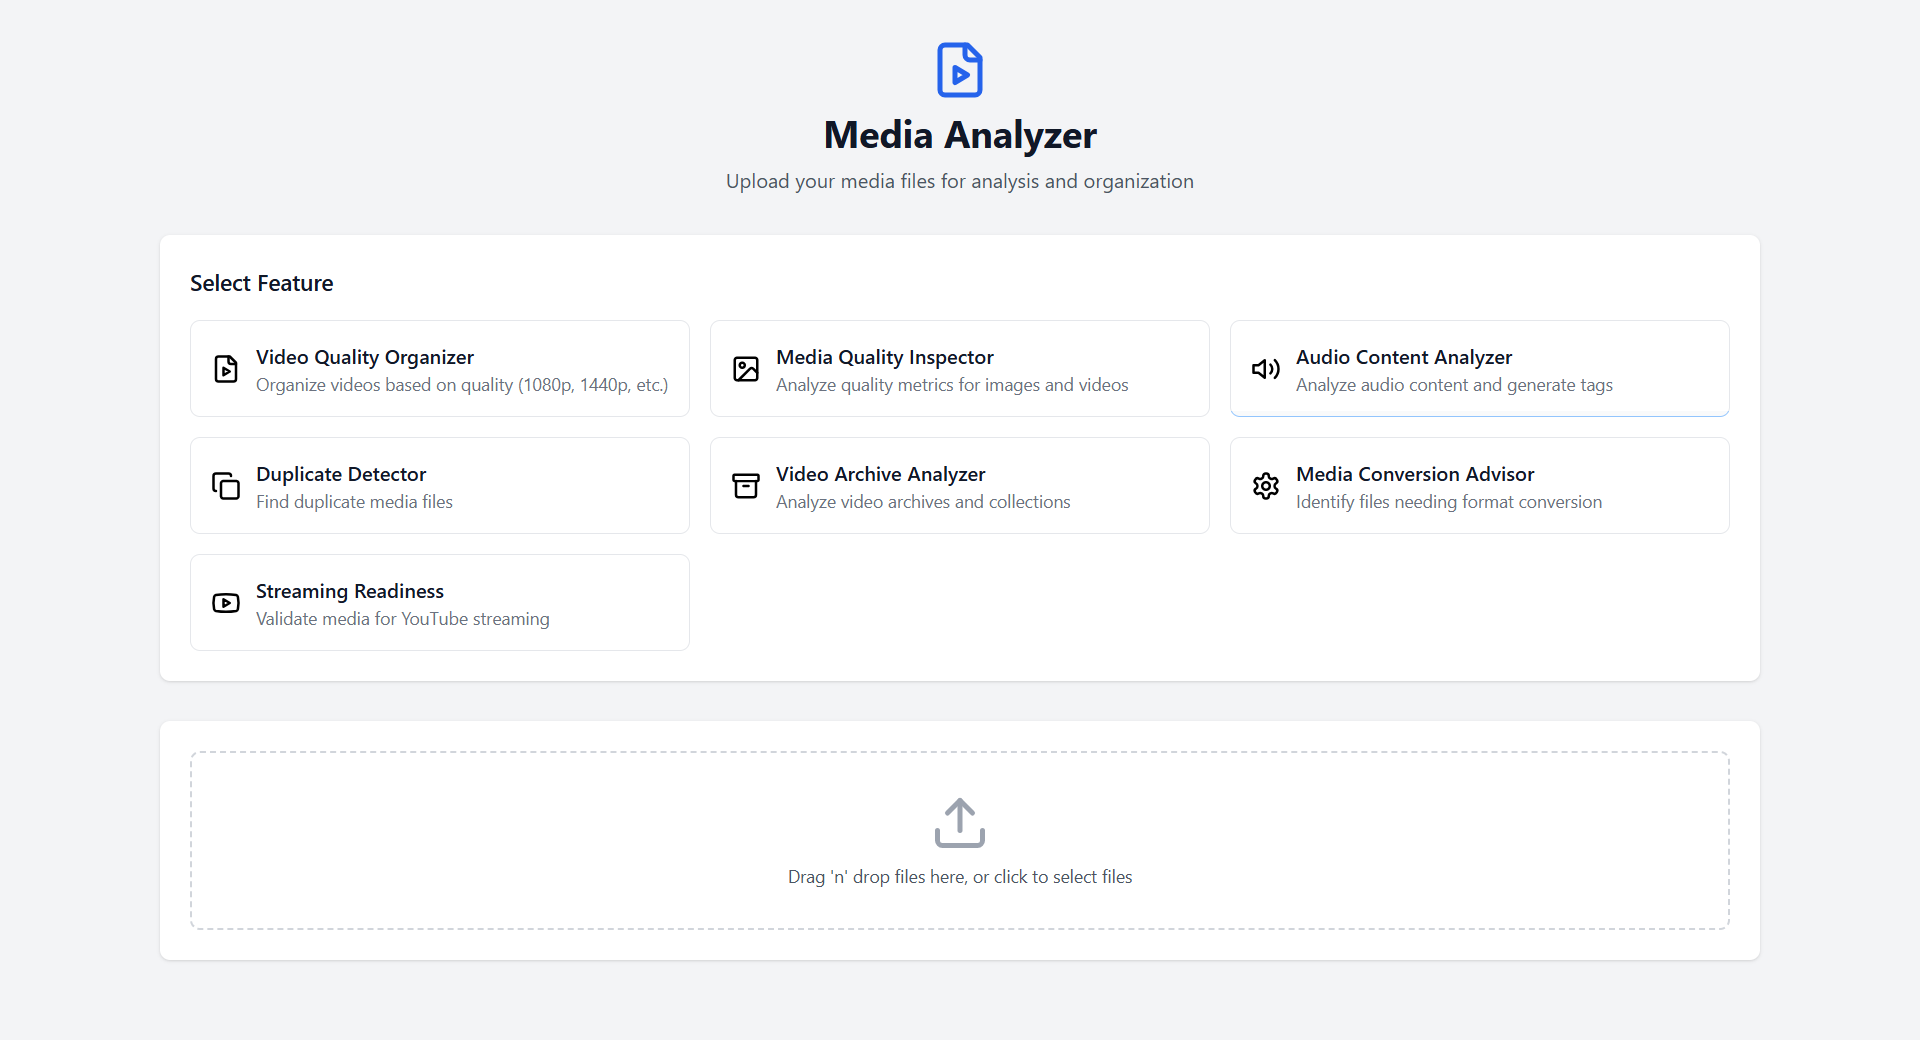 Media Analyzer
Upload your media files for analysis and organization
Select Feature
Video Quality Organizer
Organize videos based on quality (1080p, 1440p, etc.)
Media Quality Inspector
Analyze quality metrics for images and videos
Audio Content Analyzer
Analyze audio content and generate tags
Duplicate Detector
Find duplicate media files
Video Archive Analyzer
Analyze video archives and collections
Media Conversion Advisor
Identify files needing format conversion
Streaming Readiness
Validate media for YouTube streaming
Drag 'n' drop files here, or click to select files